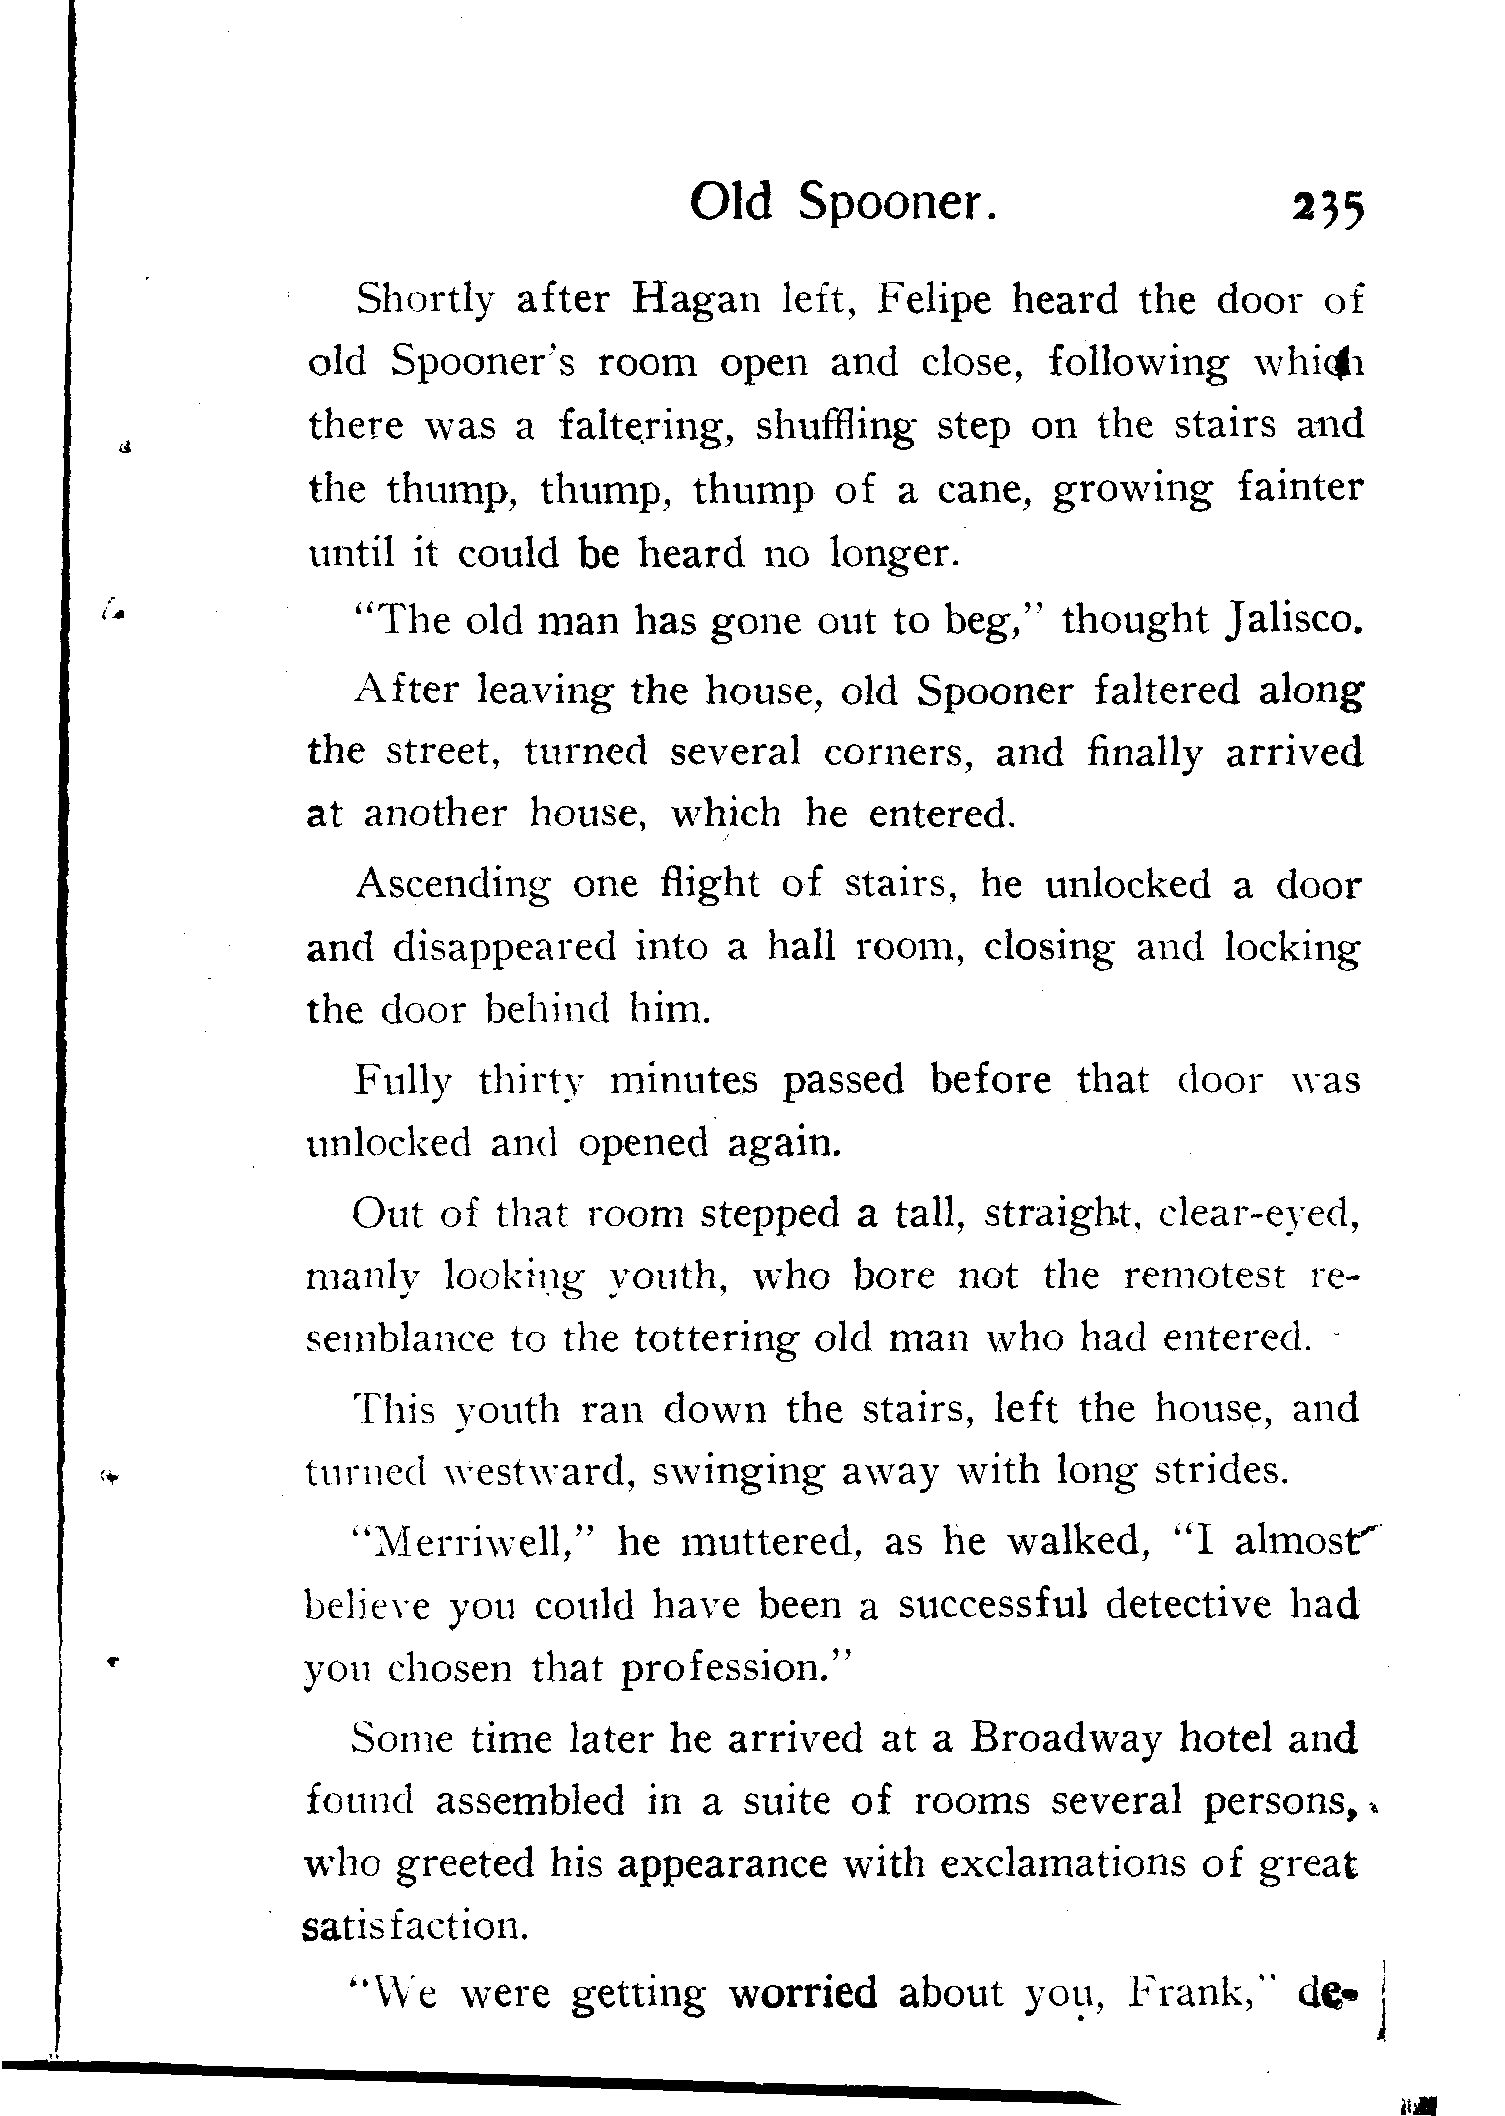 Old Spooner. 235
Shortly after Hagan left, Felipe heard the door of
old Spooner's room open and close, following which
there was a faltering, shuffling step on the stairs and
the thump, thump, thump of a cane, growing fainter
until it could be heard no longer.
"The old man has gone out to beg," thought Jalisco.
After leaving the house, old Spooner faltered along
the street, turned several corners, and finally arrived
at another house, which he entered.
Ascending one flight of stairs, he unlocked a door
and disappeared into a hall room, closing and locking
the door behind him.
Fully thirty minutes passed before that door was
unlocked and opened again.
Out of that room stepped a tall, straight, clear-eyed,
manly looking youth, who bore not the remotest re-
semblance to the tottering old man who had entered.
This youth ran down the stairs, left the house, and
turned westward, swinging away with long strides.
"Merriwell," he muttered, as he walked, "I almost
believe you could have been a successful detective had
you chosen that profession."
Some time later he arrived at a Broadway hotel and
found assembled in a suite of rooms several persons,
who greeted his appearance with exclamations of great
satisfaction.
"We were getting worried about you, Frank," de-